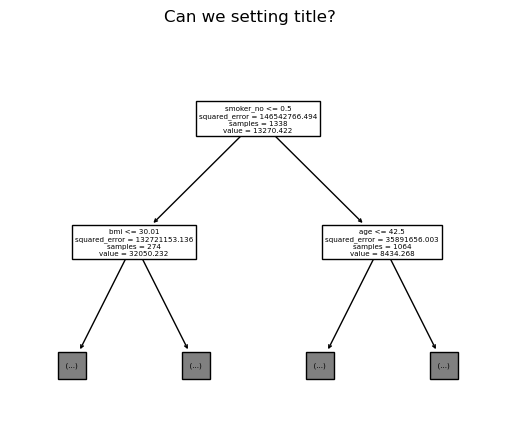 Can we setting title?
smoker_no <= 0.5
squared_error = 146542766.494
samples = 1338
value = 13270.422
bmi <= 30.01
squared_error = 132721153.136
samples = 274
value = 32050.232
age <= 42.5
squared_error = 35891656.003
samples = 1064
value = 8434.268
(...)
(...)
(...)
(...)